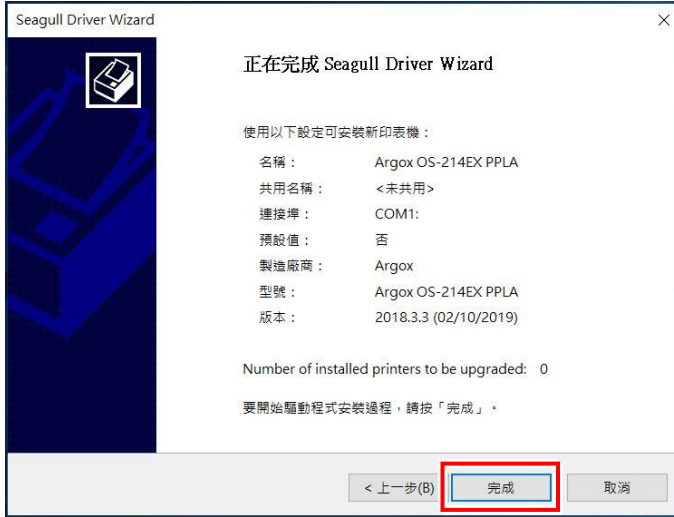 Seagull Driver Wizard
正在完成 Seagull Driver Wizard
使用以下設定可安裝新印表機：
名稱： Argox OS-214EX PPLA
共用名稱： <未共用>
連接埠： COM1:
預設值： 否
製造廠商： Argox
型號： Argox OS-214EX PPLA
版本： 2018.3.3 (02/10/2019)
Number of installed printers to be upgraded: 0
要開始驅動程式安裝過程，請按「完成」。
< 上一步(B) 完成 取消